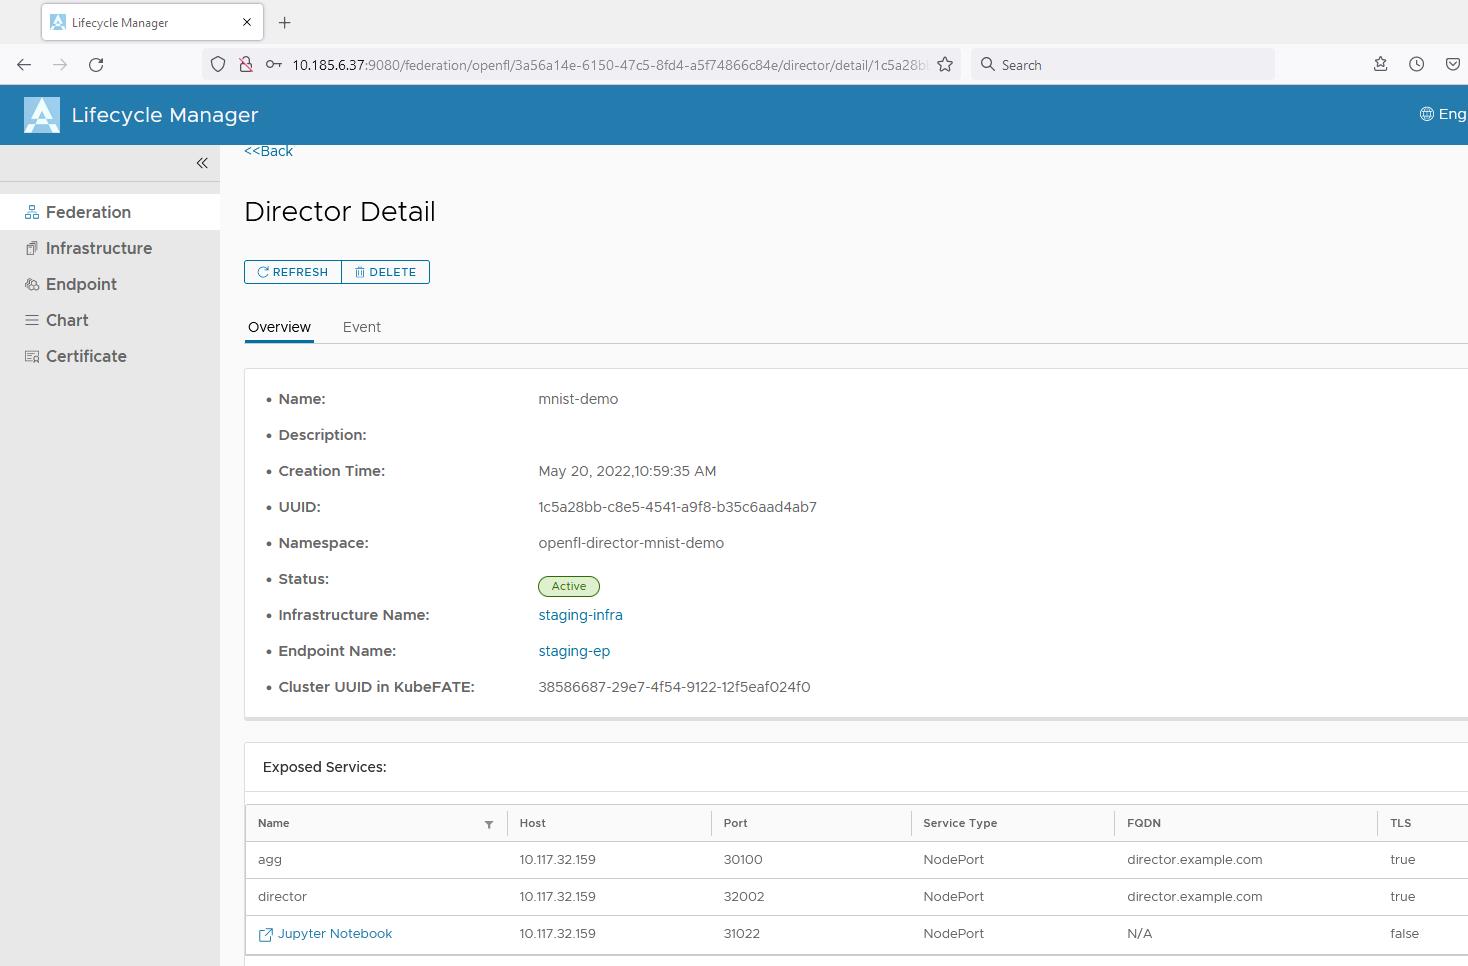 Lifecycle Manager
10.185.6.37:9080/federation/openfl/3a56a14e-6150-47c5-8fd4-a5f74866c84e/director/detail/1c5a28b
Search
Lifecycle Manager
Eng
<<Back
Federation
Infrastructure
Endpoint
Chart
Certificate
Director Detail
REFRESH DELETE
Overview Event
• Name: mnist-demo
• Description:
• Creation Time: May 20, 2022,10:59:35 AM
• UUID: 1c5a28bb-c8e5-4541-a9f8-b35c6aad4ab7
• Namespace: openfl-director-mnist-demo
• Status: Active
• Infrastructure Name: staging-infra
• Endpoint Name: staging-ep
• Cluster UUID in KubeFATE: 38586687-29e7-4f54-9122-12f5eaf024f0
Exposed Services:
Name Host Port Service Type FQDN TLS
agg 10.117.32.159 30100 NodePort director.example.com true
director 10.117.32.159 32002 NodePort director.example.com true
Jupyter Notebook 10.117.32.159 31022 NodePort N/A false